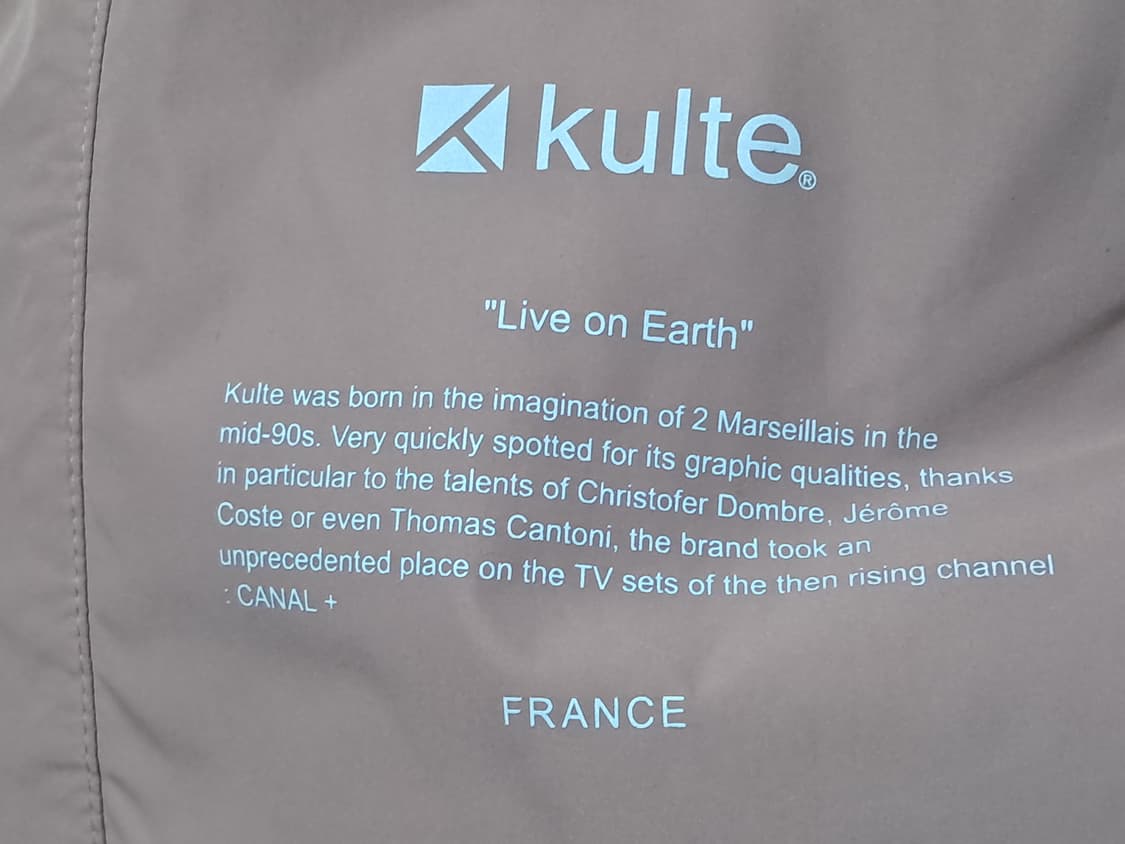 kulte®
"Live on Earth"
Kulte was born in the imagination of 2 Marseillais in the
mid-90s. Very quickly spotted for its graphic qualities, thanks
in particular to the talents of Christofer Dombre, Jérôme
Coste or even Thomas Cantoni, the brand took an
unprecedented place on the TV sets of the then rising channel
: CANAL +
FRANCE